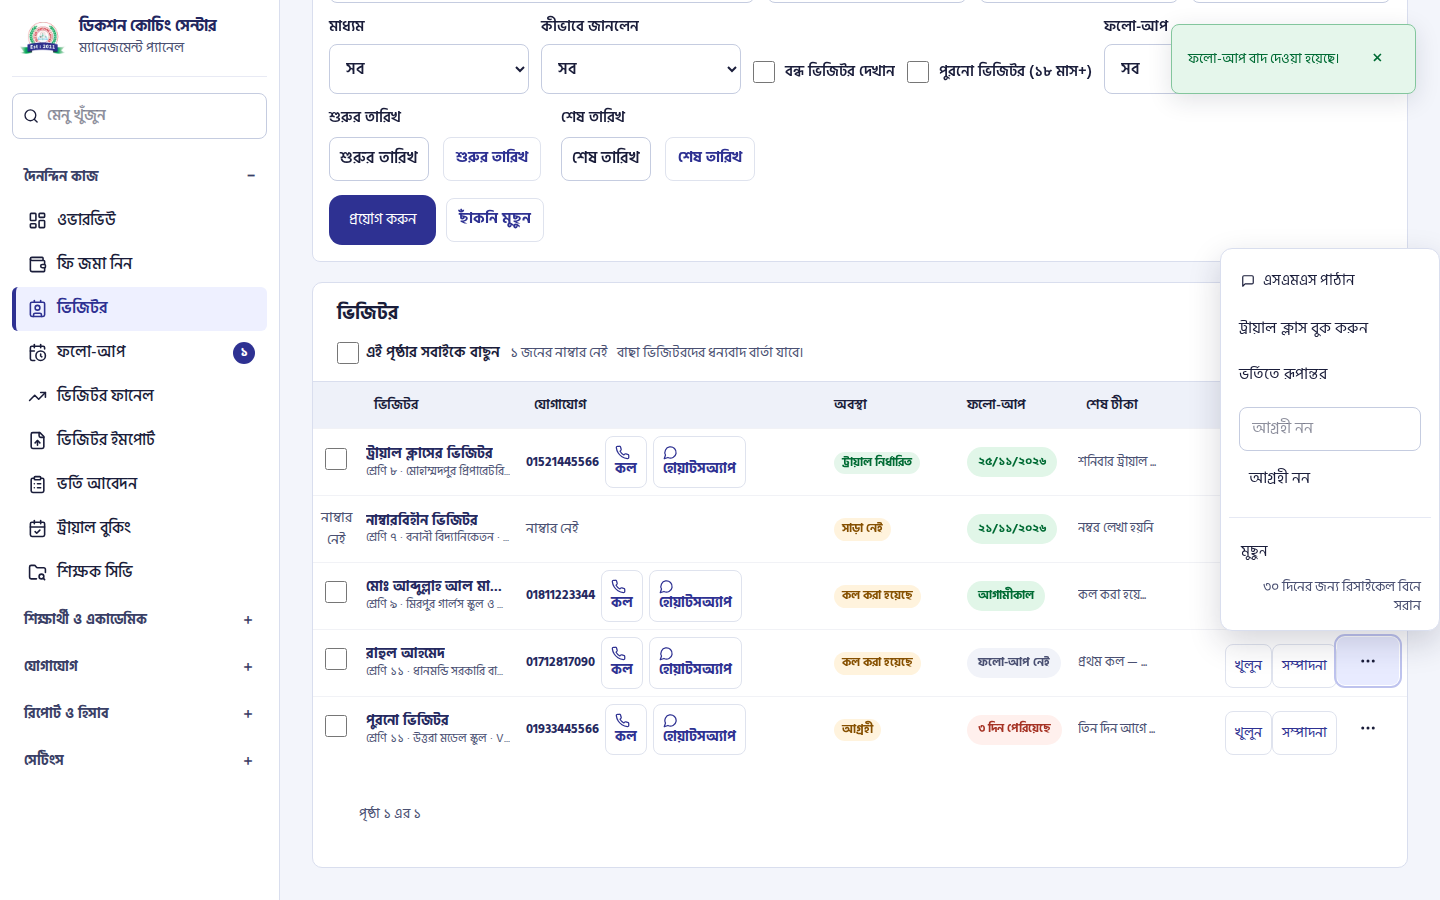 ডিকশন কোচিং সেন্টার
ম্যানেজমেন্ট প্যানেল
Est : 2011
মেনু খুঁজুন
দৈনন্দিন কাজ −
ওভারভিউ
ফি জমা নিন
ভিজিটর
ফলো-আপ ১
ভিজিটর ফানেল
ভিজিটর ইমপোর্ট
ভর্তি আবেদন
ট্রায়াল বুকিং
শিক্ষক সিভি
শিক্ষার্থী ও একাডেমিক +
যোগাযোগ +
রিপোর্ট ও হিসাব +
সেটিংস +
মাধ্যম কীভাবে জানলেন ফলো-আপ
সব সব বন্ধ ভিজিটর দেখান পুরনো ভিজিটর (১৮ মাস+) সব
ফলো-আপ বাদ দেওয়া হয়েছে। ×
শুরুর তারিখ শেষ তারিখ
শুরুর তারিখ শুরুর তারিখ শেষ তারিখ শেষ তারিখ
প্রয়োগ করুন ছাঁকনি মুছুন
ভিজিটর
এই পৃষ্ঠার সবাইকে বাছুন ১ জনের নাম্বার নেই বাছা ভিজিটরদের ধন্যবাদ বার্তা যাবে।
ভিজিটর যোগাযোগ অবস্থা ফলো-আপ শেষ টীকা
ট্রায়াল ক্লাসের ভিজিটর
শ্রেণি ৮ · মোহাম্মদপুর প্রিপারেটরি...
01521445566 কল হোয়াটসঅ্যাপ ট্রায়াল নির্ধারিত ২৫/১১/২০২৬ শনিবার ট্রায়াল ...
নাম্বার নেই
নাম্বারবিহীন ভিজিটর
শ্রেণি ৭ · বনানী বিদ্যানিকেতন · ...
নাম্বার নেই সাড়া নেই ২১/১১/২০২৬ নম্বর লেখা হয়নি
মোঃ আব্দুল্লাহ আল মা...
শ্রেণি ৯ · মিরপুর গার্লস স্কুল ও ...
01811223344 কল হোয়াটসঅ্যাপ কল করা হয়েছে আগামীকাল কল করা হয়ে...
রাহুল আহমেদ
শ্রেণি ১১ · ধানমন্ডি সরকারি বা...
01712817090 কল হোয়াটসঅ্যাপ কল করা হয়েছে ফলো-আপ নেই প্রথম কল — ... খুলুন সম্পাদনা ...
পুরনো ভিজিটর
শ্রেণি ১১ · উত্তরা মডেল স্কুল · V...
01933445566 কল হোয়াটসঅ্যাপ আগ্রহী ৩ দিন পেরিয়েছে তিন দিন আগে ... খুলুন সম্পাদনা ...
এসএমএস পাঠান
ট্রায়াল ক্লাস বুক করুন
ভর্তিতে রূপান্তর
আগ্রহী নন
আগ্রহী নন
মুছুন
৩০ দিনের জন্য রিসাইকেল বিনে
সরান
পৃষ্ঠা ১ এর ১